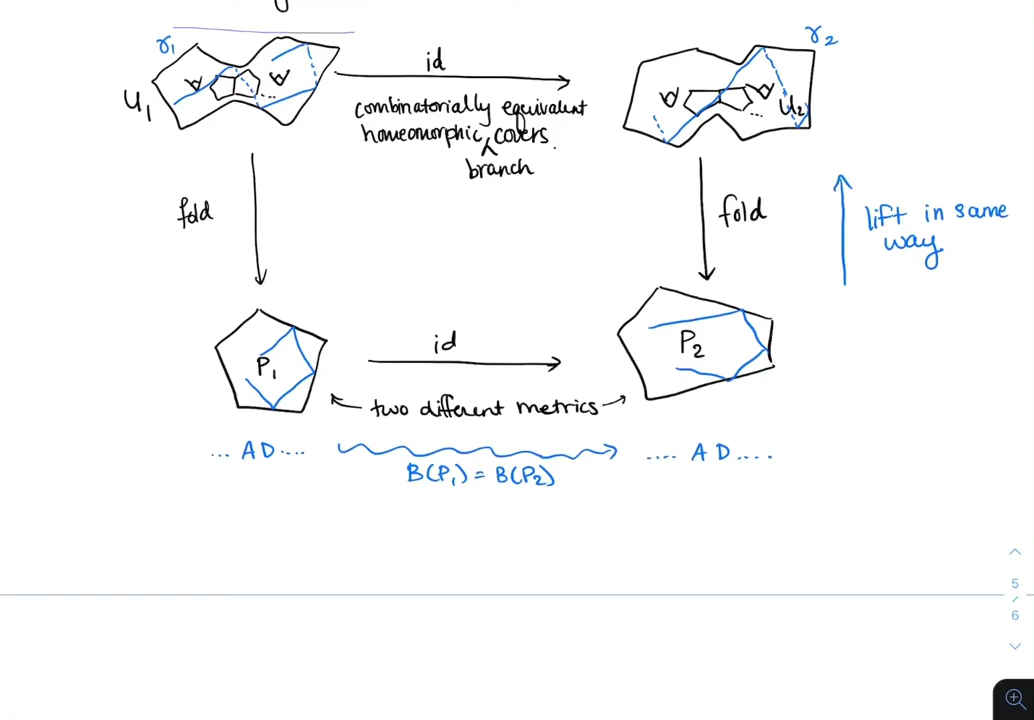 γ₁
U₁
id
combinatorially equivalent
homeomorphic covers.
branch
γ₂
U₂
...
...
fold
fold
lift in same
way
P₁
id
P₂
two different metrics
... AD....
B(P₁) = B(P₂)
.... AD....
5
/
6